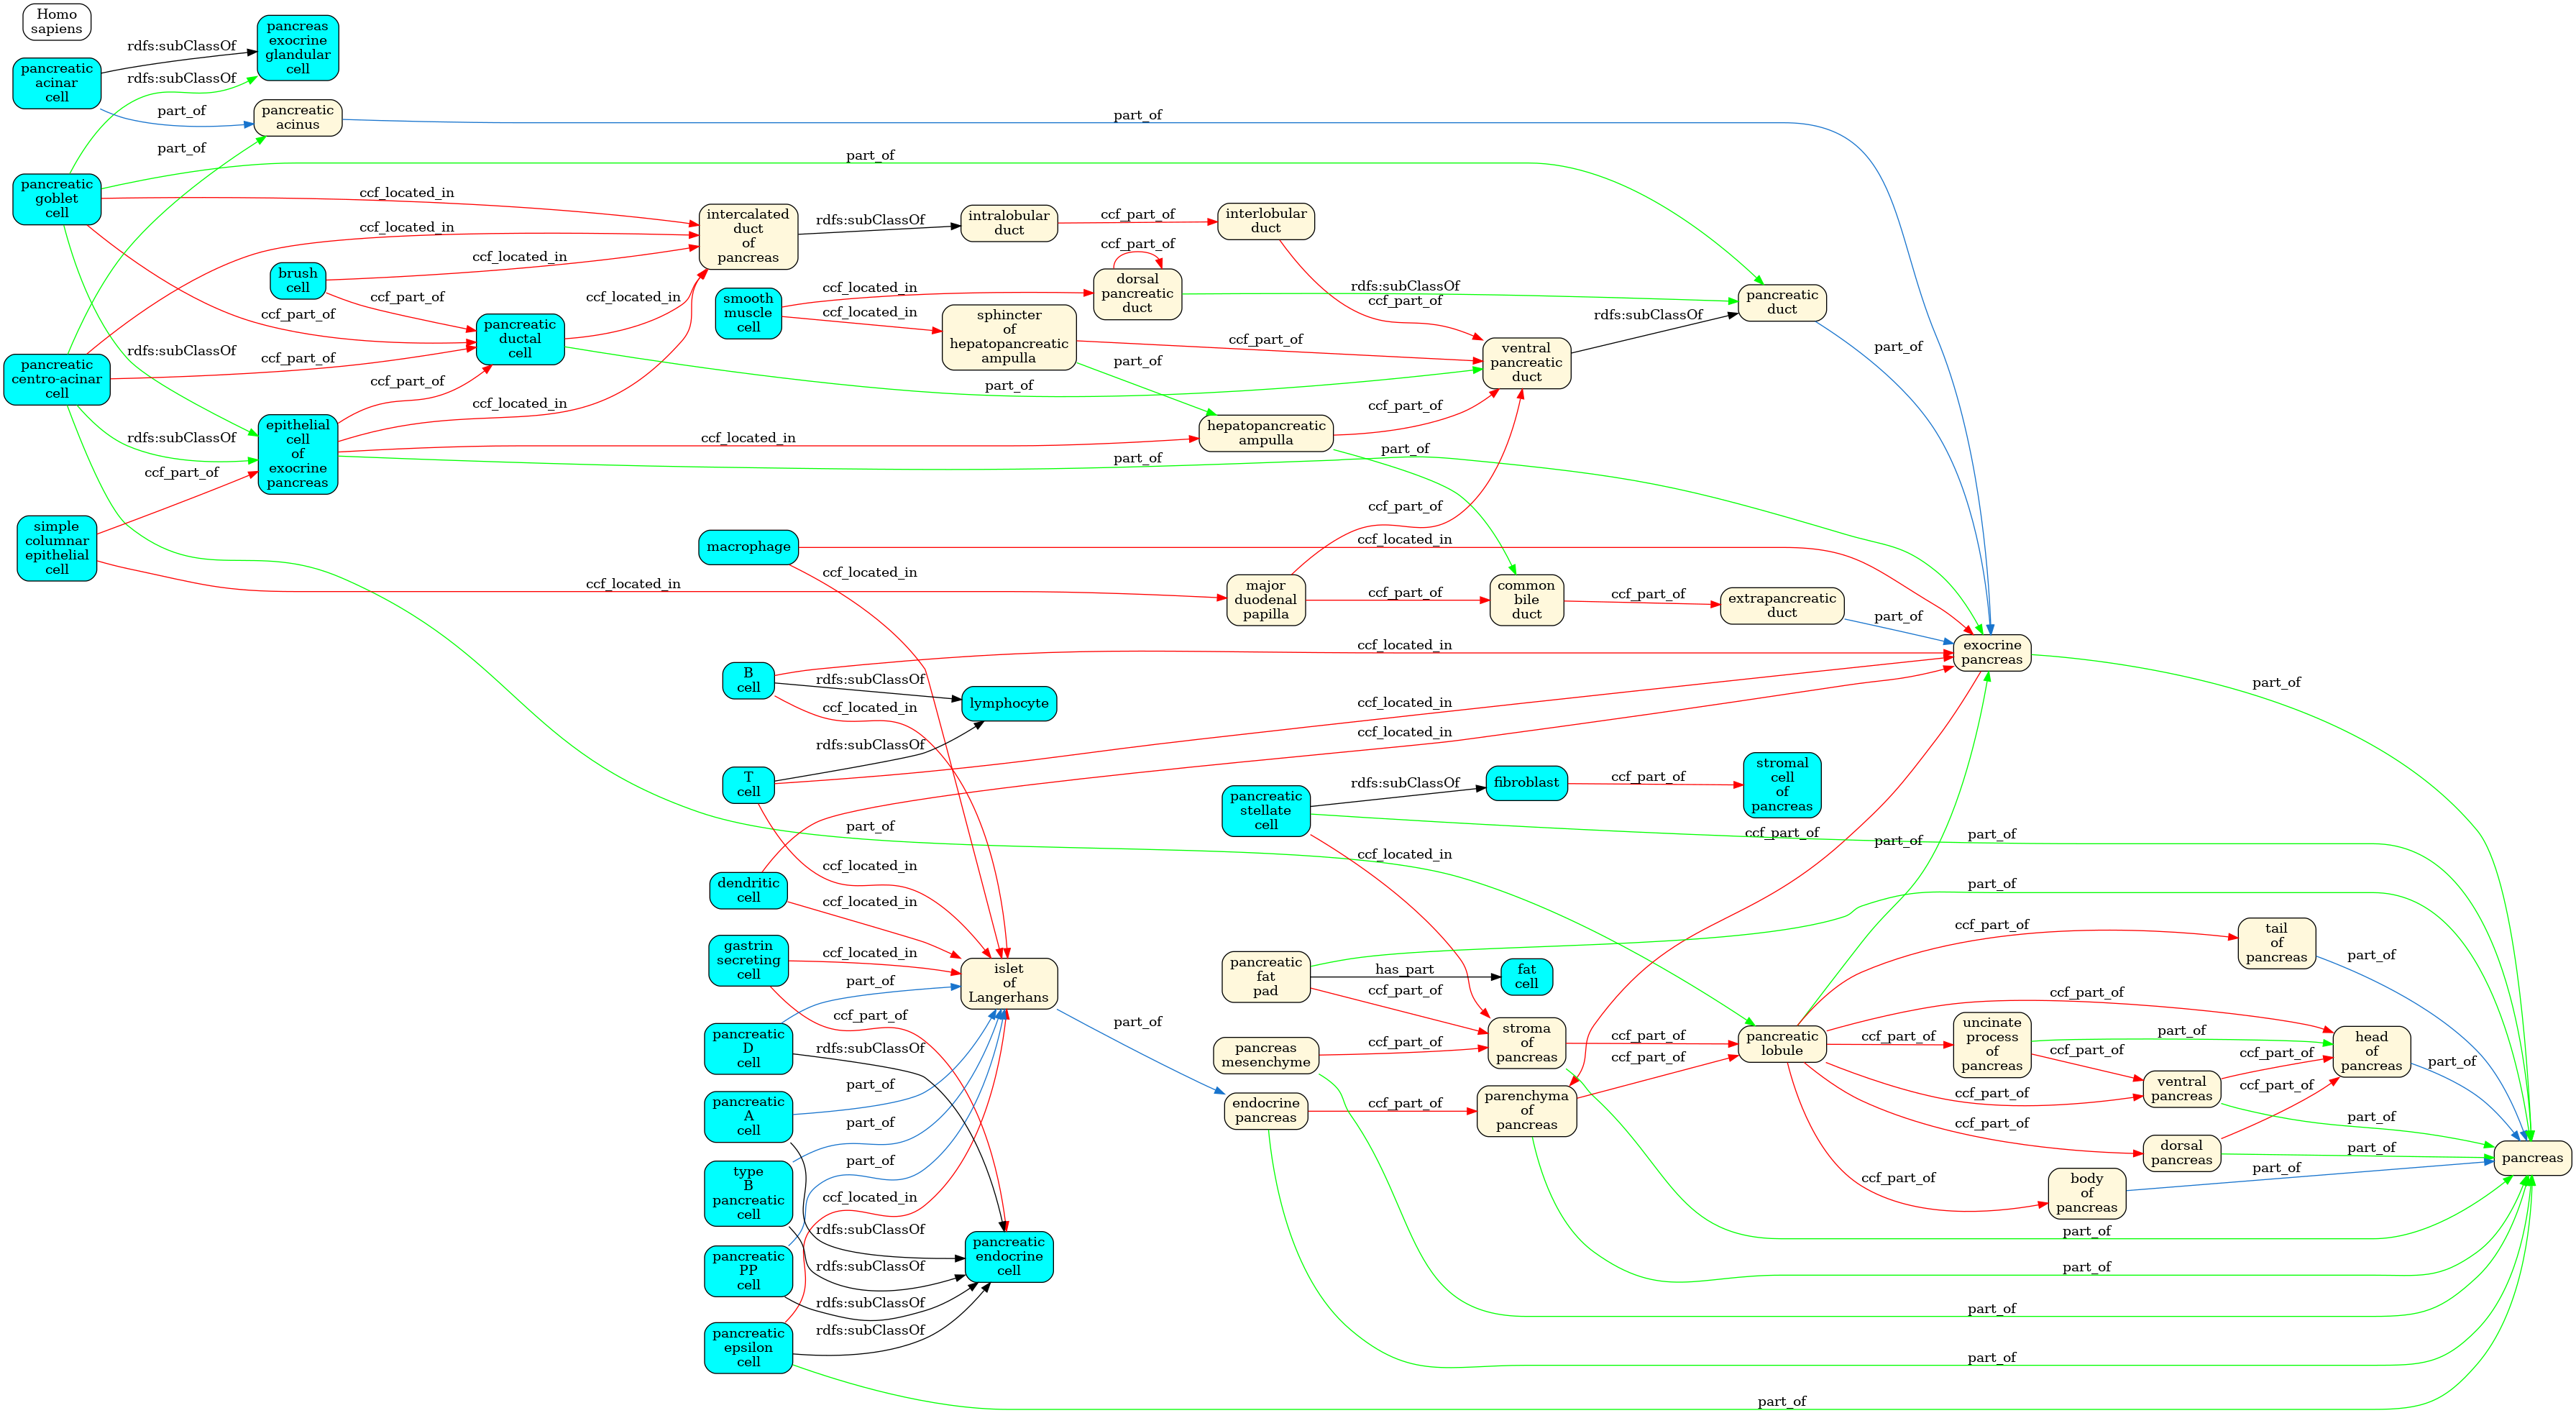 Homo
sapiens
pancreatic
acinar
cell
rdfs:subClassOf
pancreas
exocrine
glandular
cell
rdfs:subClassOf
part_of
pancreatic
acinus
part_of
part_of
pancreatic
goblet
cell
part_of
ccf_located_in
ccf_located_in
brush
cell
ccf_located_in
ccf_part_of
ccf_part_of
rdfs:subClassOf
pancreatic
centro-acinar
cell
ccf_part_of
ccf_part_of
rdfs:subClassOf
ccf_part_of
epithelial
cell
of
exocrine
pancreas
pancreatic
ductal
cell
ccf_located_in
ccf_located_in
ccf_located_in
intercalated
duct
of
pancreas
rdfs:subClassOf
intralobular
duct
ccf_part_of
interlobular
duct
ccf_part_of
smooth
muscle
cell
ccf_located_in
ccf_located_in
ccf_part_of
dorsal
pancreatic
duct
rdfs:subClassOf
ccf_part_of
sphincter
of
hepatopancreatic
ampulla
ccf_part_of
part_of
part_of
hepatopancreatic
ampulla
ccf_part_of
part_of
part_of
ventral
pancreatic
duct
rdfs:subClassOf
pancreatic
duct
part_of
simple
columnar
epithelial
cell
ccf_located_in
macrophage
ccf_located_in
ccf_located_in
major
duodenal
papilla
ccf_part_of
ccf_part_of
common
bile
duct
ccf_part_of
extrapancreatic
duct
part_of
exocrine
pancreas
part_of
B
cell
ccf_located_in
rdfs:subClassOf
ccf_located_in
lymphocyte
T
cell
rdfs:subClassOf
ccf_located_in
ccf_located_in
ccf_located_in
dendritic
cell
ccf_located_in
pancreatic
stellate
cell
rdfs:subClassOf
fibroblast
ccf_part_of
stromal
cell
of
pancreas
ccf_part_of
part_of
part_of
part_of
ccf_located_in
part_of
gastrin
secreting
cell
ccf_located_in
ccf_part_of
islet
of
Langerhans
part_of
pancreatic
D
cell
part_of
rdfs:subClassOf
pancreatic
A
cell
part_of
rdfs:subClassOf
type
B
pancreatic
cell
part_of
rdfs:subClassOf
pancreatic
PP
cell
part_of
rdfs:subClassOf
pancreatic
epsilon
cell
ccf_located_in
rdfs:subClassOf
part_of
pancreatic
endocrine
cell
pancreatic
fat
pad
has_part
fat
cell
ccf_part_of
pancreas
mesenchyme
ccf_part_of
part_of
stroma
of
pancreas
ccf_part_of
part_of
endocrine
pancreas
ccf_part_of
part_of
parenchyma
of
pancreas
ccf_part_of
part_of
pancreatic
lobule
ccf_part_of
ccf_part_of
ccf_part_of
ccf_part_of
ccf_part_of
ccf_part_of
tail
of
pancreas
part_of
uncinate
process
of
pancreas
part_of
ccf_part_of
ventral
pancreas
ccf_part_of
part_of
dorsal
pancreas
ccf_part_of
part_of
head
of
pancreas
part_of
body
of
pancreas
part_of
pancreas